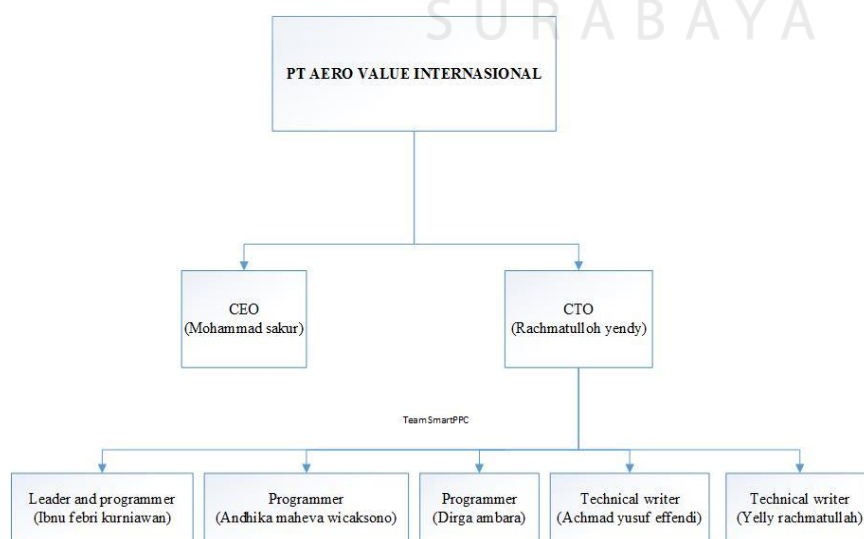 SURABAYA
PT AERO VALUE INTERNASIONAL
CEO
(Mohammad sakur)
CTO
(Rachmatulloh yendy)
TeamSmartPPC
Leader and programmer
(Ibnu febri kurniawan)
Programmer
(Andhika maheva wicaksono)
Programmer
(Dirga ambara)
Technical writer
(Achmad yusuf effendi)
Technical writer
(Yelly rachmatullah)